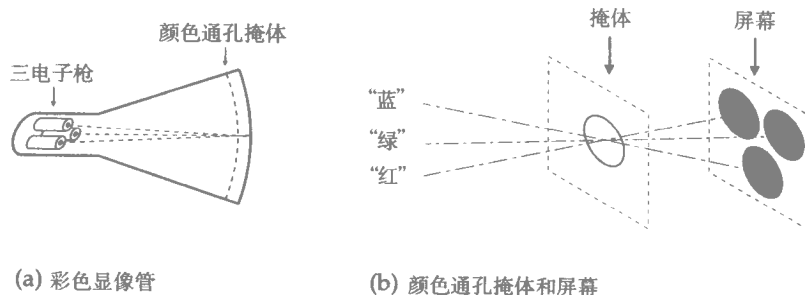 颜色通孔掩体
三电子枪
(a) 彩色显像管
掩体
屏幕
“蓝”
“绿”
“红”
(b) 颜色通孔掩体和屏幕